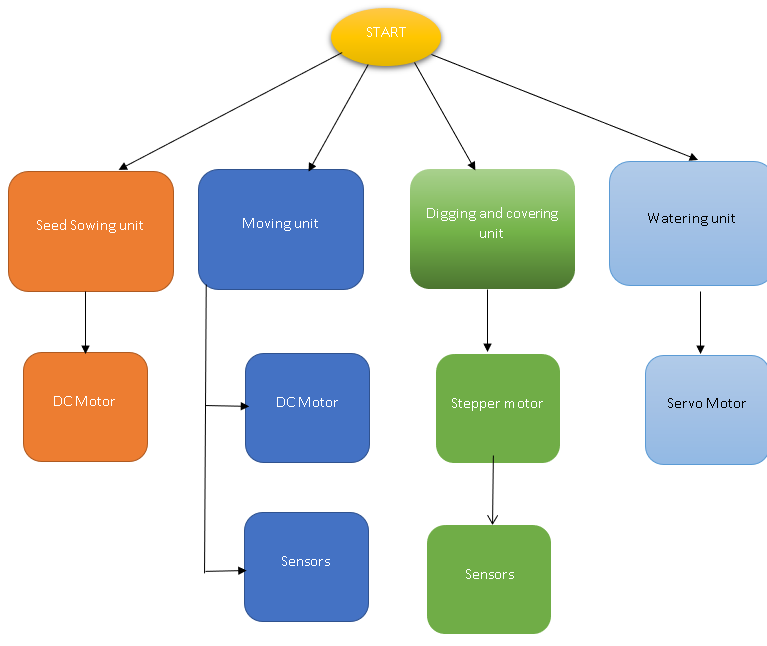 START
Seed Sowing unit
Moving unit
Digging and covering
unit
Watering unit
DC Motor
DC Motor
Stepper motor
Servo Motor
Sensors
Sensors